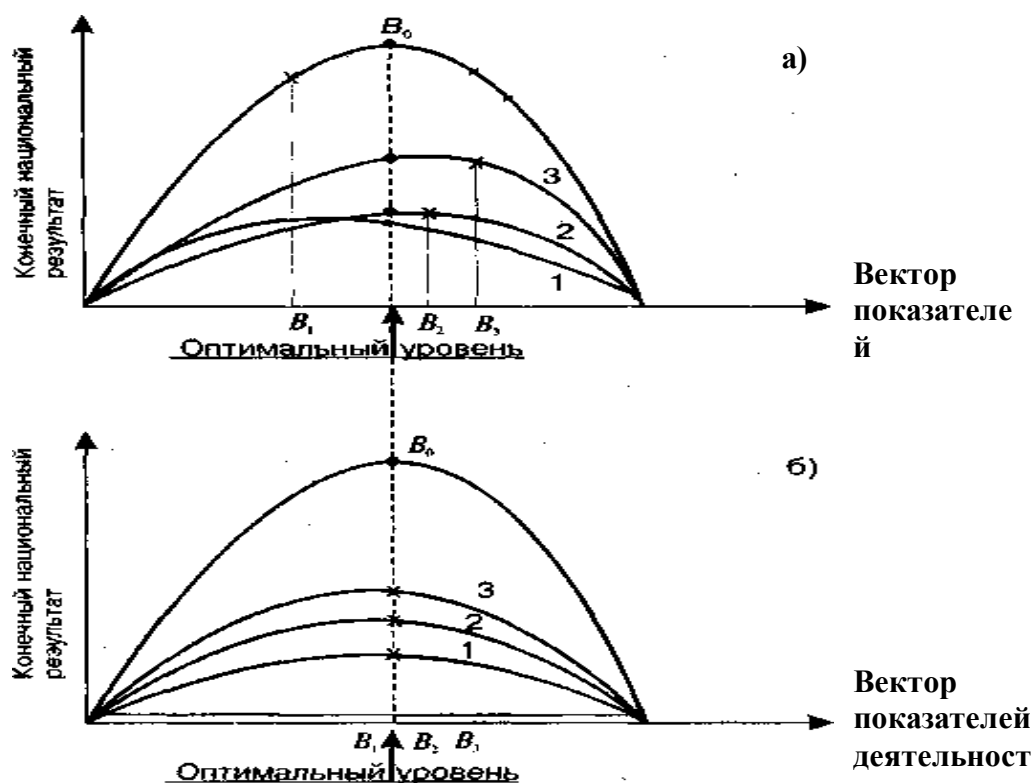 B₀
а)
Конечный национальный
результат
3
2
1
B₁
B₂
B₃
Оптимальный уровень
Вектор
показателе
й
B₀
б)
Конечный национальный
результат
3
2
1
B₁ B₂ B₃
Оптимальный уровень
Вектор
показателей
деятельност